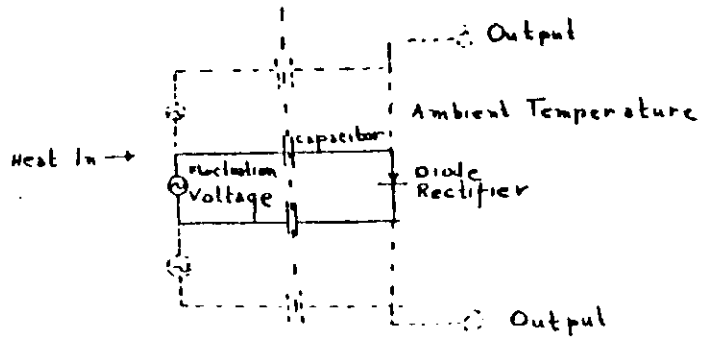 Output
Ambient Temperature
capacitor
Heat In →
Fluctuation
Voltage
Diode
Rectifier
Output